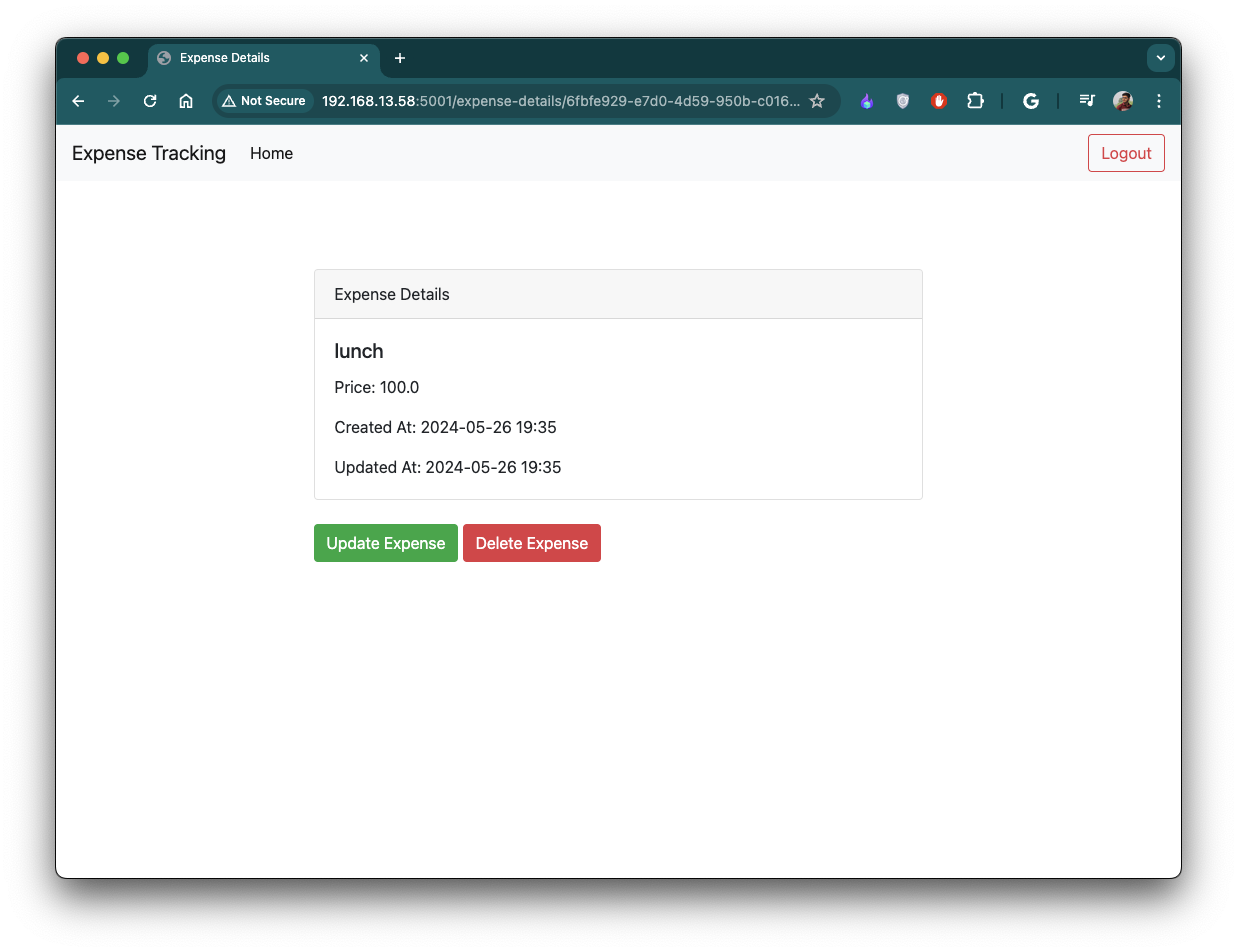 Expense Details
Not Secure 192.168.13.58:5001/expense-details/6fbfe929-e7d0-4d59-950b-c016...
Expense Tracking Home Logout
Expense Details
lunch
Price: 100.0
Created At: 2024-05-26 19:35
Updated At: 2024-05-26 19:35
Update Expense Delete Expense